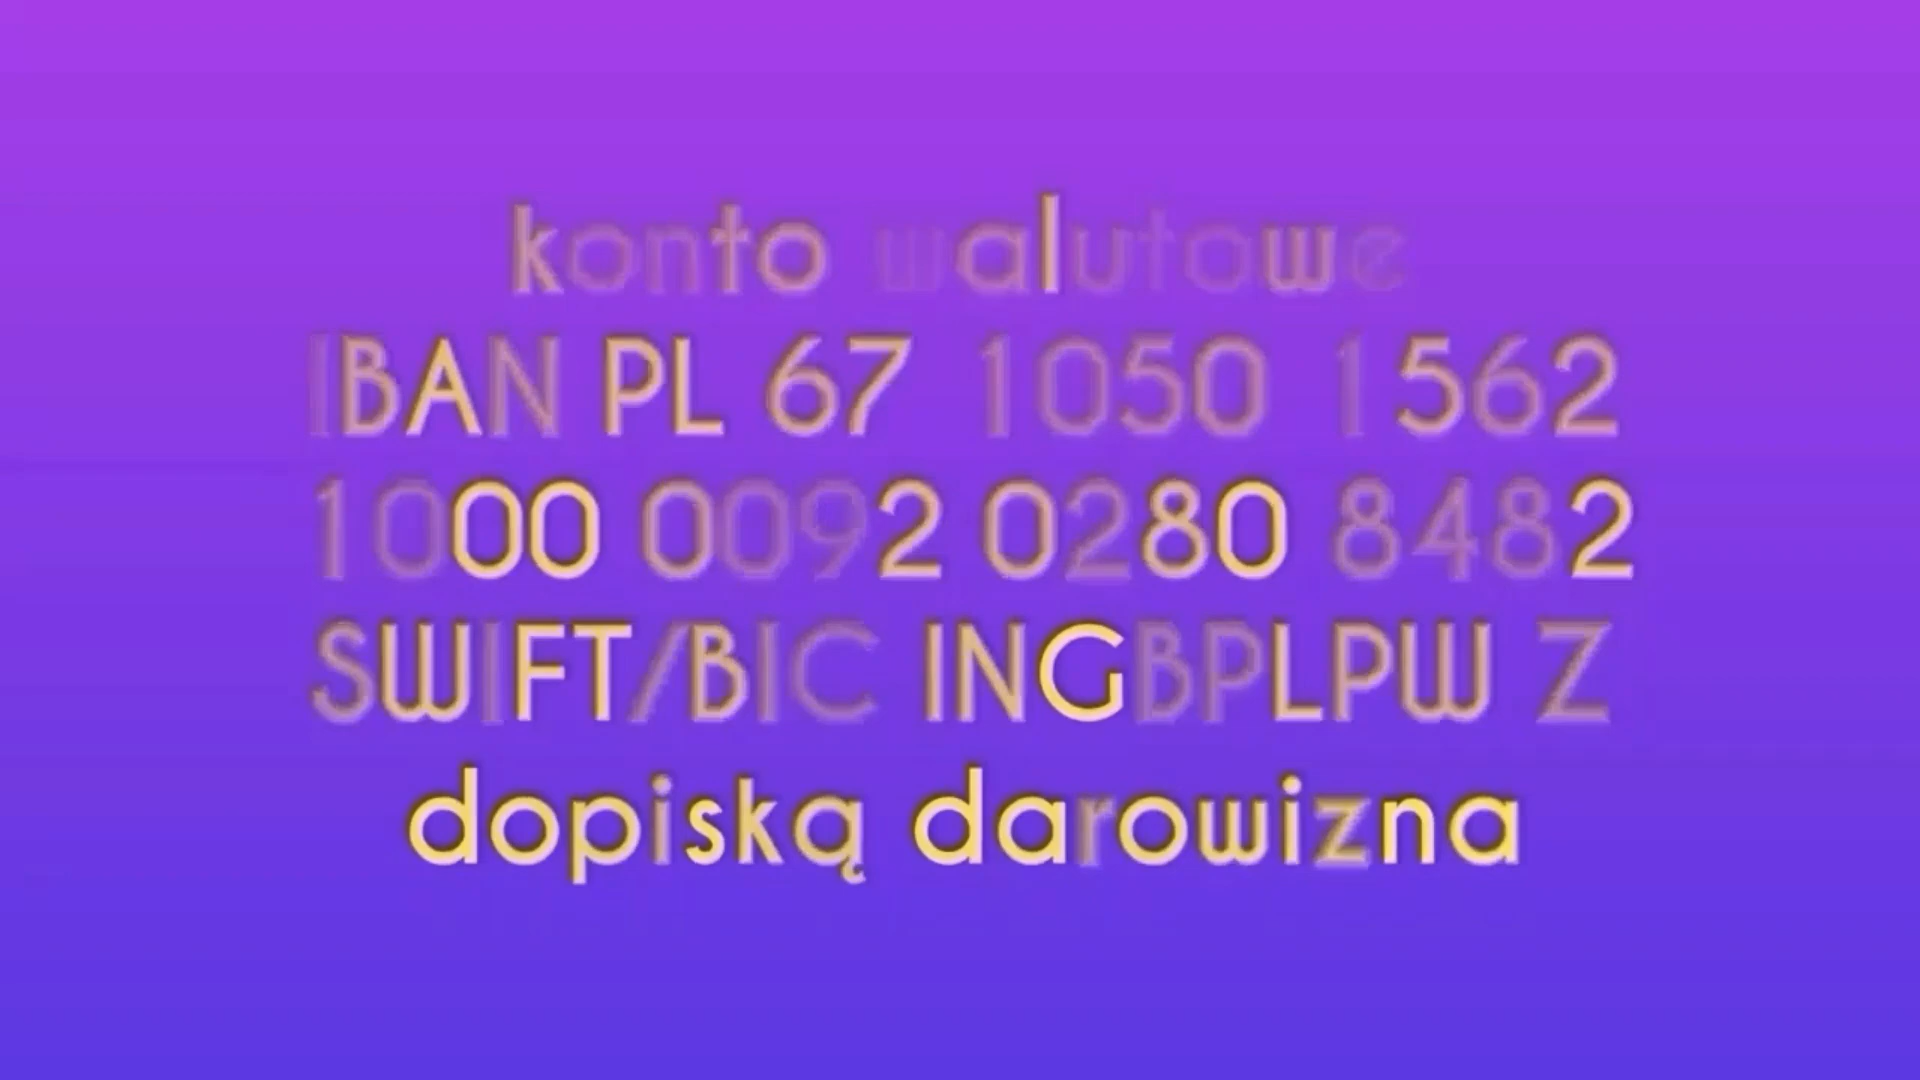 konto walutowe
IBAN PL 67 1050 1562
1000 0092 0280 8482
SWIFT/BIC INGBPLPW Z
dopiską darowizna